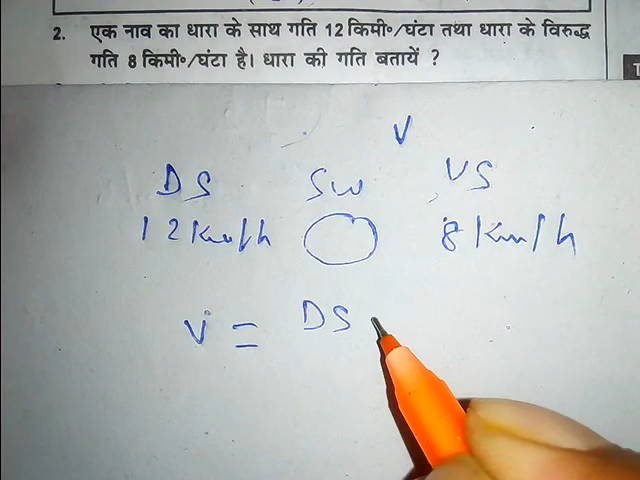 2. एक नाव का धारा के साथ गति 12 किमी॰/घंटा तथा धारा के विरुद्ध
गति 8 किमी॰/घंटा है। धारा की गति बतायें ?
T
V
DS SW US
12 Km/h 8 Km/h
V = DS